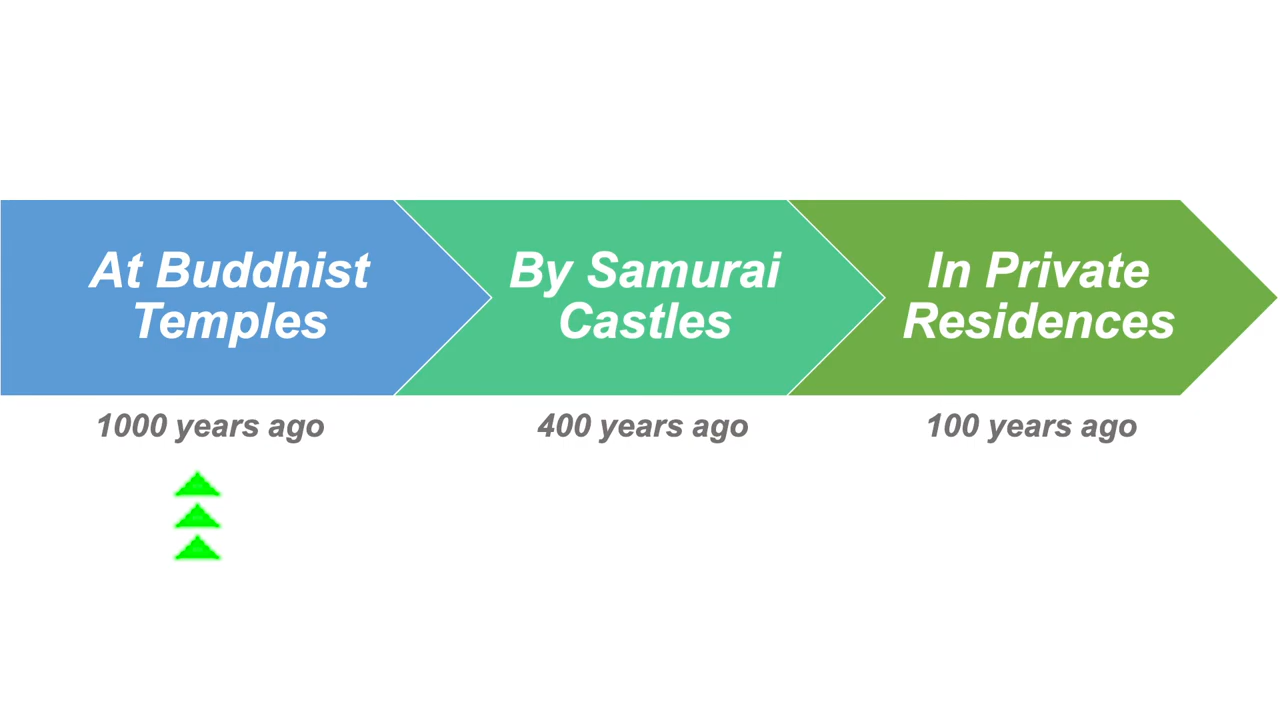 At Buddhist
Temples
By Samurai
Castles
In Private
Residences
1000 years ago
400 years ago
100 years ago